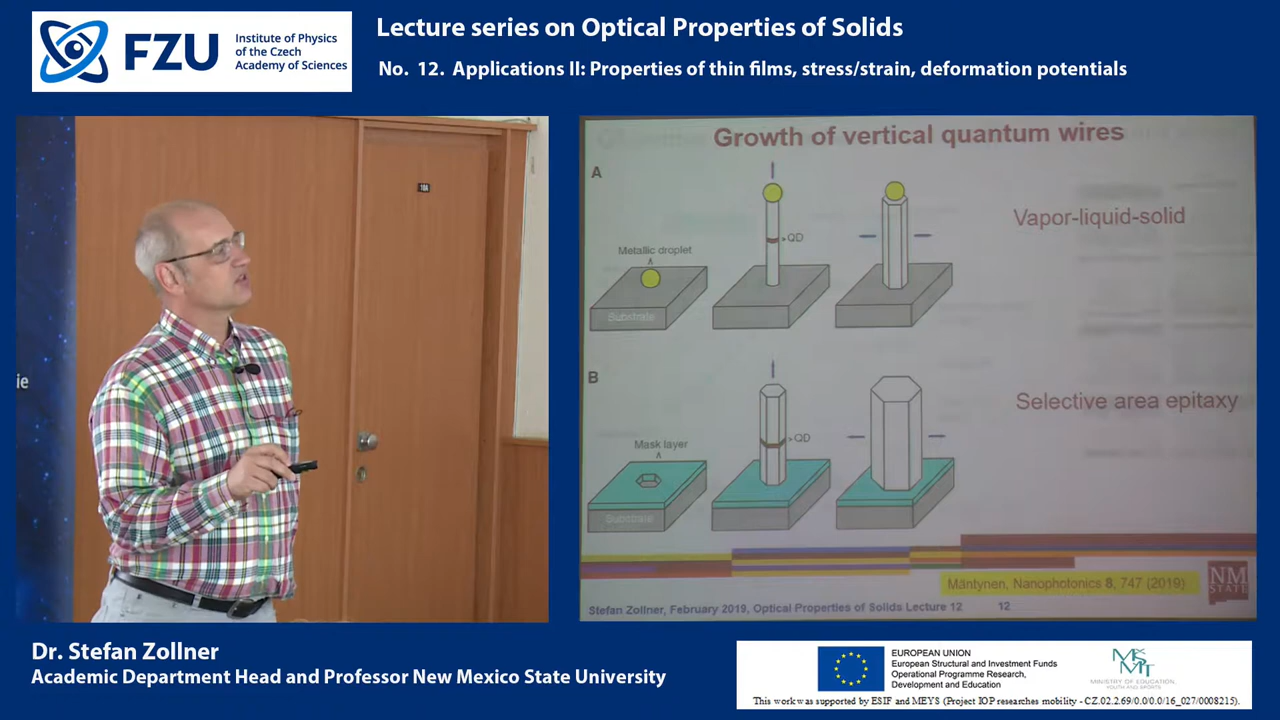 FZU
Institute of Physics
of the Czech
Academy of Sciences
Lecture series on Optical Properties of Solids
No. 12. Applications II: Properties of thin films, stress/strain, deformation potentials
ie
10A
Growth of vertical quantum wires
A
Metallic droplet
QD
Substrate
Vapor-liquid-solid
B
Mask layer
QD
Substrate
Selective area epitaxy
Mäntynen, Nanophotonics 8, 747 (2019)
NM
STATE
Stefan Zollner, February 2019, Optical Properties of Solids Lecture 12 12
Dr. Stefan Zollner
Academic Department Head and Professor New Mexico State University
EUROPEAN UNION
European Structural and Investment Funds
Operational Programme Research,
Development and Education
MINISTRY OF EDUCATION,
YOUTH AND SPORTS
This work was supported by ESIF and MEYS (Project IOP researches mobility - CZ.02.2.69/0.0/0.0/16_027/0008215).